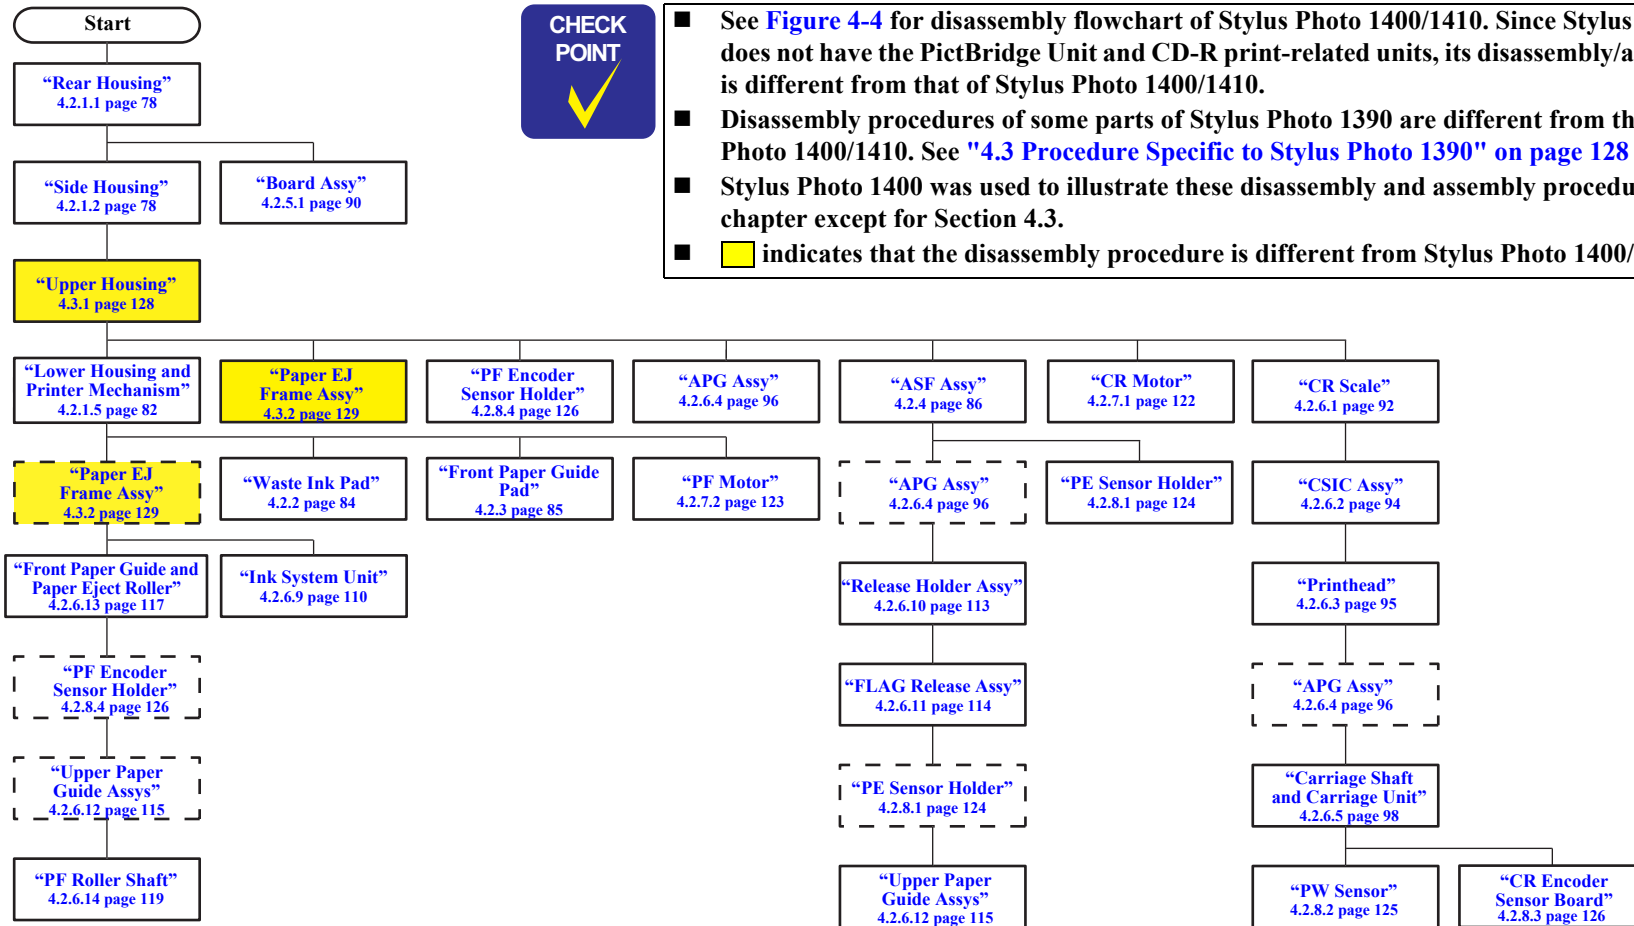 Start
CHECK
POINT
■ See Figure 4-4 for disassembly flowchart of Stylus Photo 1400/1410. Since Stylus
does not have the PictBridge Unit and CD-R print-related units, its disassembly/a
is different from that of Stylus Photo 1400/1410.
■ Disassembly procedures of some parts of Stylus Photo 1390 are different from th
Photo 1400/1410. See "4.3 Procedure Specific to Stylus Photo 1390" on page 128
■ Stylus Photo 1400 was used to illustrate these disassembly and assembly procedu
chapter except for Section 4.3.
■ indicates that the disassembly procedure is different from Stylus Photo 1400/
“Rear Housing”
4.2.1.1 page 78
“Side Housing”
4.2.1.2 page 78
“Board Assy”
4.2.5.1 page 90
“Upper Housing”
4.3.1 page 128
“Lower Housing and
Printer Mechanism”
4.2.1.5 page 82
“Paper EJ
Frame Assy”
4.3.2 page 129
“PF Encoder
Sensor Holder”
4.2.8.4 page 126
“APG Assy”
4.2.6.4 page 96
“ASF Assy”
4.2.4 page 86
“CR Motor”
4.2.7.1 page 122
“CR Scale”
4.2.6.1 page 92
“Paper EJ
Frame Assy”
4.3.2 page 129
“Waste Ink Pad”
4.2.2 page 84
“Front Paper Guide
Pad”
4.2.3 page 85
“PF Motor”
4.2.7.2 page 123
“APG Assy”
4.2.6.4 page 96
“PE Sensor Holder”
4.2.8.1 page 124
“CSIC Assy”
4.2.6.2 page 94
“Front Paper Guide and
Paper Eject Roller”
4.2.6.13 page 117
“Ink System Unit”
4.2.6.9 page 110
“Release Holder Assy”
4.2.6.10 page 113
“Printhead”
4.2.6.3 page 95
“PF Encoder
Sensor Holder”
4.2.8.4 page 126
“FLAG Release Assy”
4.2.6.11 page 114
“APG Assy”
4.2.6.4 page 96
“Upper Paper
Guide Assys”
4.2.6.12 page 115
“PE Sensor Holder”
4.2.8.1 page 124
“Carriage Shaft
and Carriage Unit”
4.2.6.5 page 98
“PF Roller Shaft”
4.2.6.14 page 119
“Upper Paper
Guide Assys”
4.2.6.12 page 115
“PW Sensor”
4.2.8.2 page 125
“CR Encoder
Sensor Board”
4.2.8.3 page 126